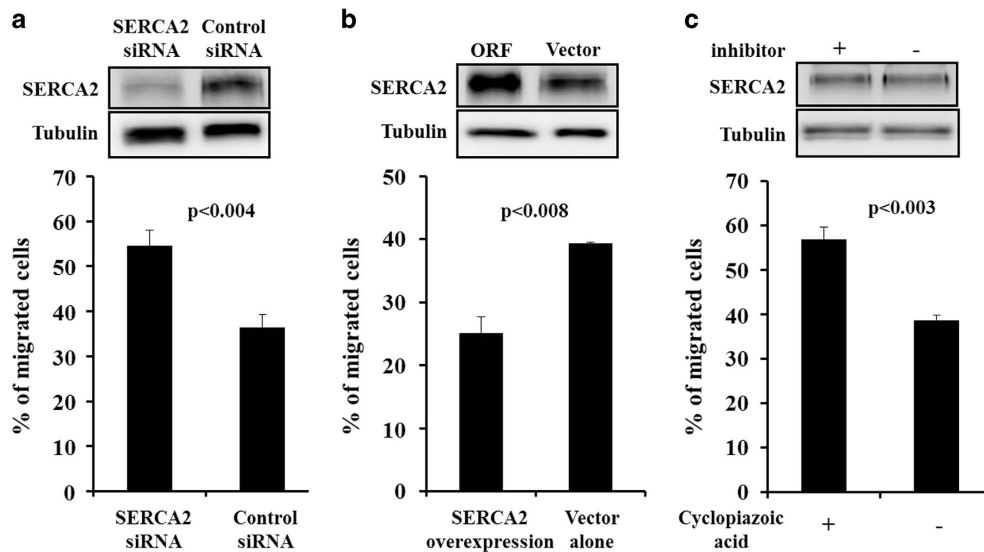 a
SERCA2 Control
siRNA siRNA
SERCA2
Tubulin
70
60
50
40
30
20
10
0
% of migrated cells
p<0.004
SERCA2 Control
siRNA siRNA
b
ORF Vector
SERCA2
Tubulin
50
40
30
20
10
0
% of migrated cells
p<0.008
SERCA2 Vector
overexpression alone
c
inhibitor + -
SERCA2
Tubulin
70
60
50
40
30
20
10
0
% of migrated cells
p<0.003
Cyclopiazoic
acid + -